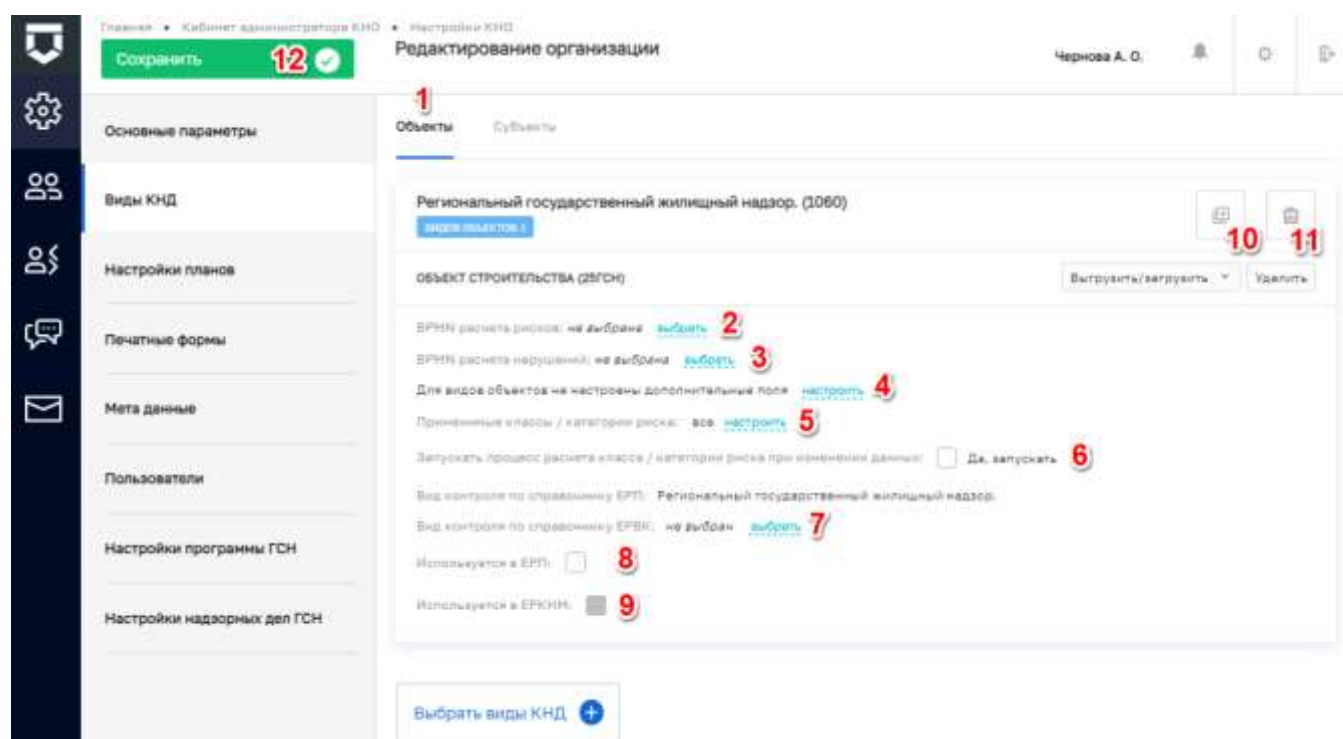 Главная • Кабинет администратора КНО • Настройки КНО
Сохранить 12
Редактирование организации
Чернова А. О.
1
Объекты Субъекты
Основные параметры
Виды КНД
Настройки планов
Печатные формы
Мета данные
Пользователи
Настройки программы ГСН
Настройки надзорных дел ГСН
Региональный государственный жилищный надзор. (1060)
ВИДОВ ОБЪЕКТОВ: 1
10 11
ОБЪЕКТ СТРОИТЕЛЬСТВА (25ГСН)
Выгрузить/загрузить Удалить
BPMN расчета рисков: не выбрана выбрать 2
BPMN расчета нарушений: не выбрана выбрать 3
Для видов объектов не настроены дополнительные поля настроить 4
Применимые классы / категории риска: все настроить 5
Запускать процесс расчета класса / категории риска при изменении данных: Да, запускать 6
Вид контроля по справочнику ЕРП: Региональный государственный жилищный надзор.
Вид контроля по справочнику ЕРВК: не выбран выбрать 7
Используется в ЕРП: 8
Используется в ЕРКНМ: 9
Выбрать виды КНД